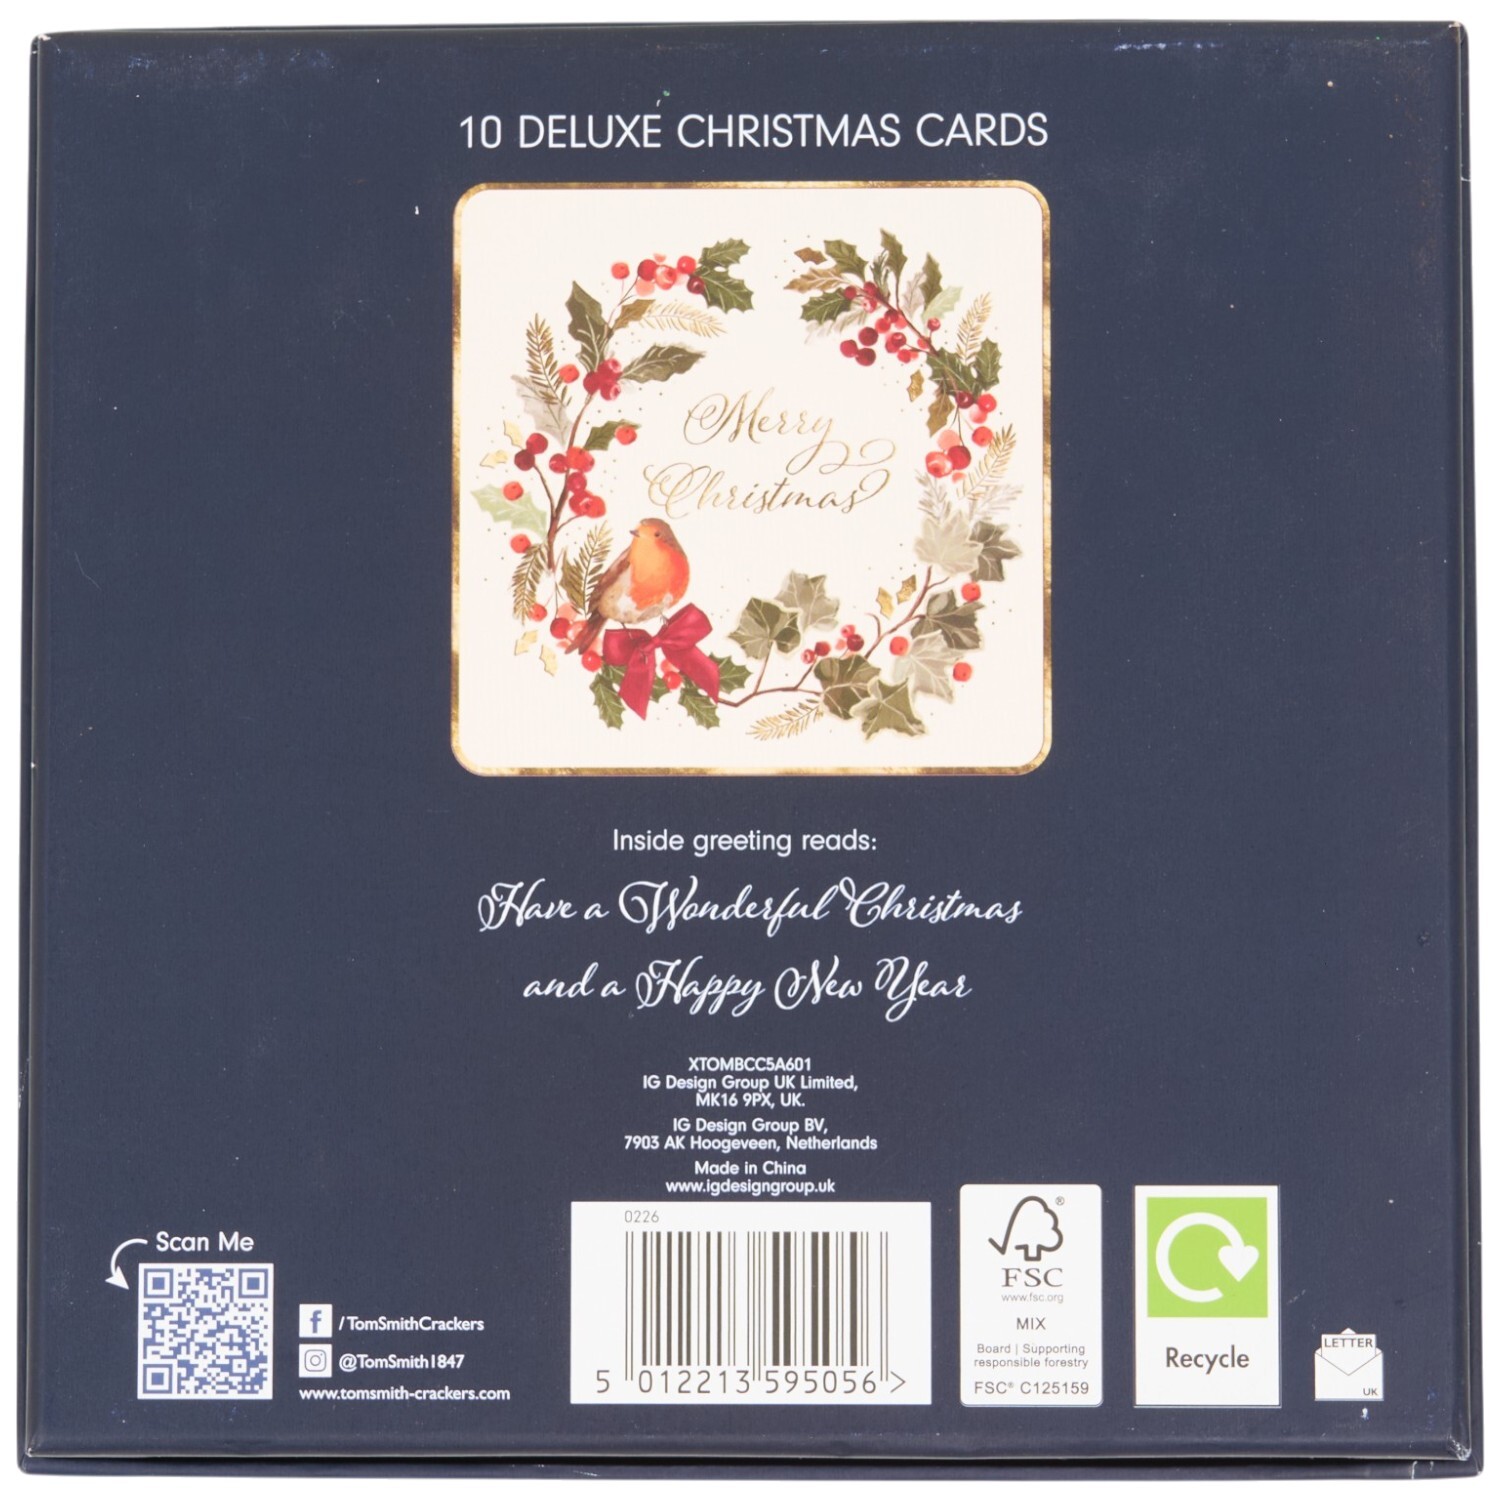 10 DELUXE CHRISTMAS CARDS
Merry
Christmas
Inside greeting reads:
Have a Wonderful Christmas
and a Happy New Year
XTOMBCC5A601
IG Design Group UK Limited,
MK16 9PX, UK.
IG Design Group BV,
7903 AK Hoogeveen, Netherlands
Made in China
www.igdesigngroup.uk
Scan Me
f /TomSmithCrackers
@TomSmith1847
www.tomsmith-crackers.com
0226
5 012213 595056 >
FSC®
www.fsc.org
MIX
Board | Supporting
responsible forestry
FSC® C125159
Recycle
LETTER
UK